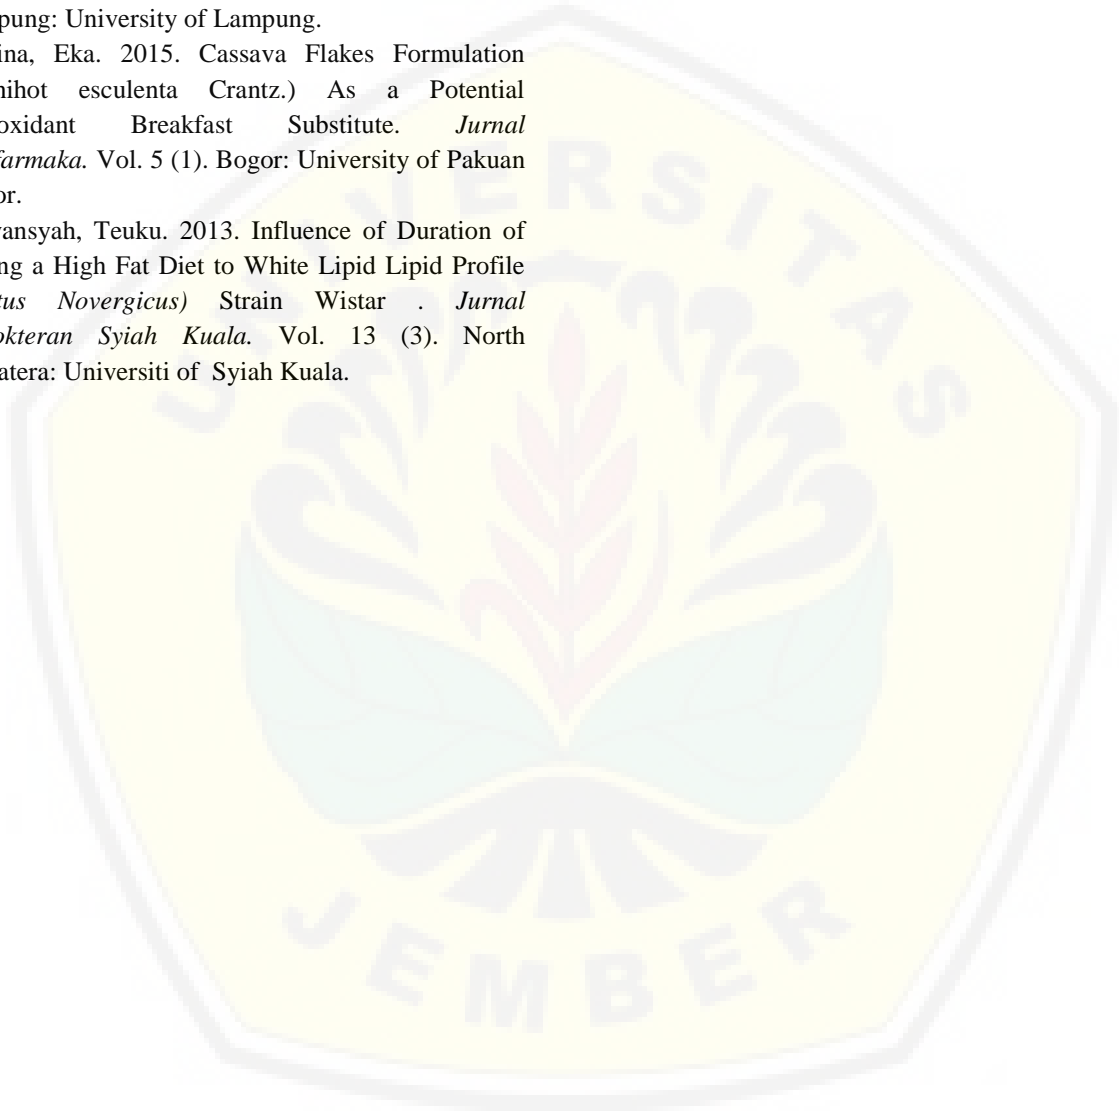 pung: University of Lampung.
ina, Eka. 2015. Cassava Flakes Formulation
nihot esculenta Crantz.) As a Potential
oxidant Breakfast Substitute. Jurnal
farmaka. Vol. 5 (1). Bogor: University of Pakuan
or.
vansyah, Teuku. 2013. Influence of Duration of
ng a High Fat Diet to White Lipid Lipid Profile
tus Novergicus) Strain Wistar . Jurnal
okteran Syiah Kuala. Vol. 13 (3). North
atera: Universiti of Syiah Kuala.
UNIVERSITAS
JEMBER